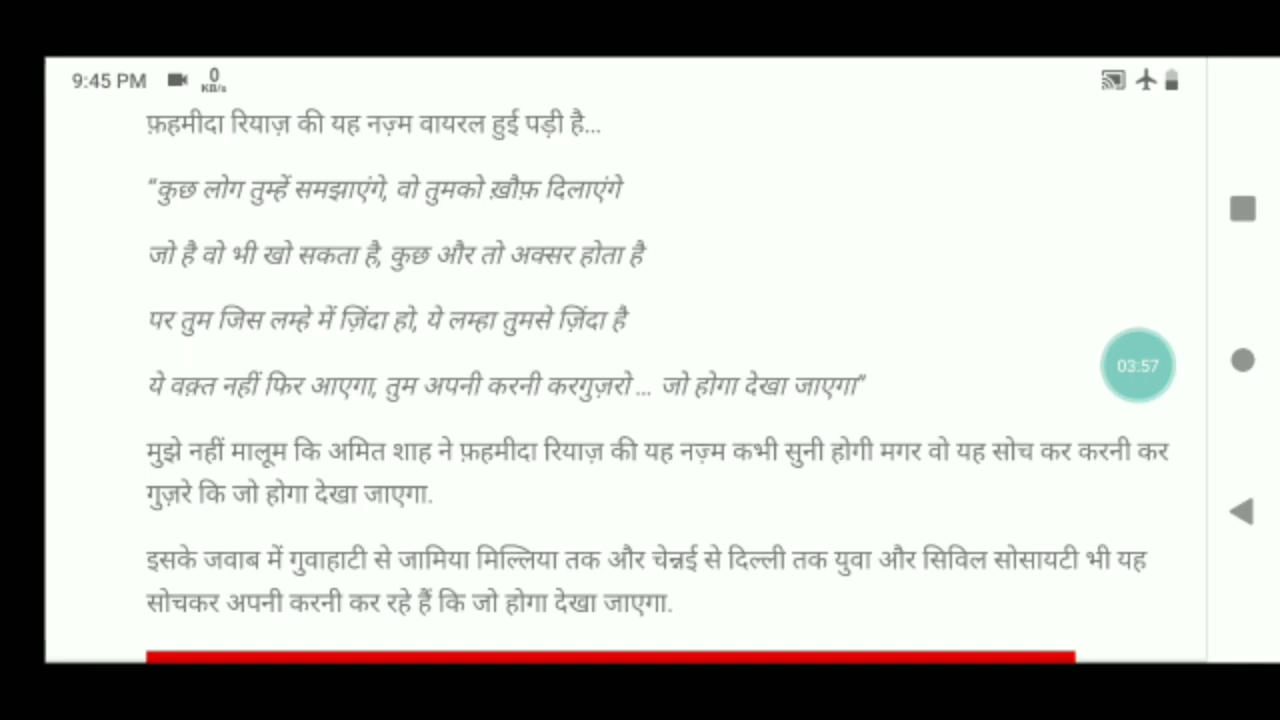 9:45 PM
0
KB/s
फ़हमीदा रियाज़ की यह नज़्म वायरल हुई पड़ी है...
“कुछ लोग तुम्हें समझाएंगे, वो तुमको ख़ौफ़ दिलाएंगे
जो है वो भी खो सकता है, कुछ और तो अक्सर होता है
पर तुम जिस लम्हे में ज़िंदा हो, ये लम्हा तुमसे ज़िंदा है
ये वक़्त नहीं फिर आएगा, तुम अपनी करनी करगुज़रो ... जो होगा देखा जाएगा”
03:57
मुझे नहीं मालूम कि अमित शाह ने फ़हमीदा रियाज़ की यह नज़्म कभी सुनी होगी मगर वो यह सोच कर करनी कर
गुज़रे कि जो होगा देखा जाएगा.
इसके जवाब में गुवाहाटी से जामिया मिल्लिया तक और चेन्नई से दिल्ली तक युवा और सिविल सोसायटी भी यह
सोचकर अपनी करनी कर रहे हैं कि जो होगा देखा जाएगा.